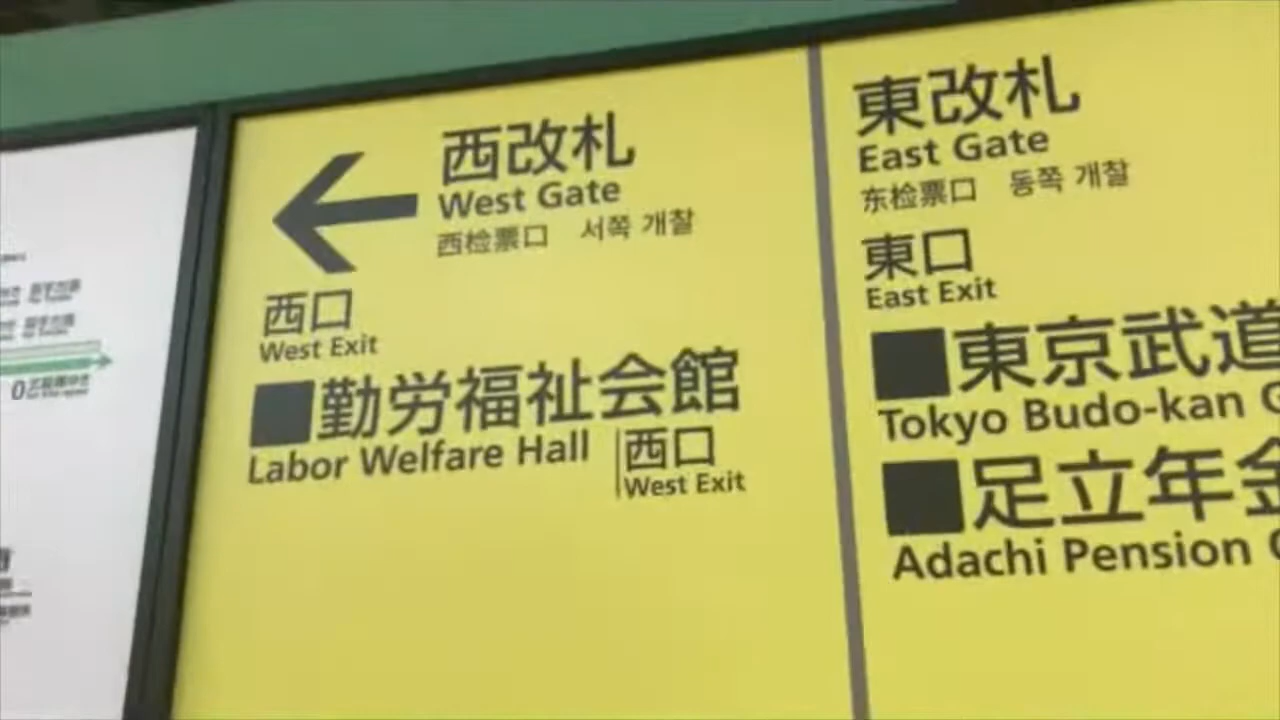 西改札
West Gate
西检票口 서쪽 개찰
西口
West Exit
勤労福祉会館
Labor Welfare Hall
西口
West Exit
東改札
East Gate
东检票口 동쪽 개찰
東口
East Exit
東京武道
Tokyo Budo-kan
足立年金
Adachi Pension